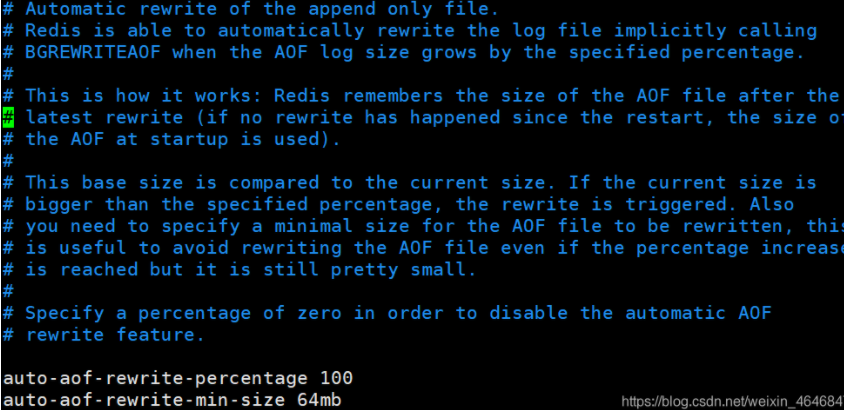 # Automatic rewrite of the append only file.
# Redis is able to automatically rewrite the log file implicitly calling
# BGREWRITEAOF when the AOF log size grows by the specified percentage.
#
# This is how it works: Redis remembers the size of the AOF file after the
# latest rewrite (if no rewrite has happened since the restart, the size of
# the AOF at startup is used).
#
# This base size is compared to the current size. If the current size is
# bigger than the specified percentage, the rewrite is triggered. Also
# you need to specify a minimal size for the AOF file to be rewritten, this
# is useful to avoid rewriting the AOF file even if the percentage increase
# is reached but it is still pretty small.
#
# Specify a percentage of zero in order to disable the automatic AOF
# rewrite feature.
auto-aof-rewrite-percentage 100
auto-aof-rewrite-min-size 64mb
https://blog.csdn.net/weixin_464684